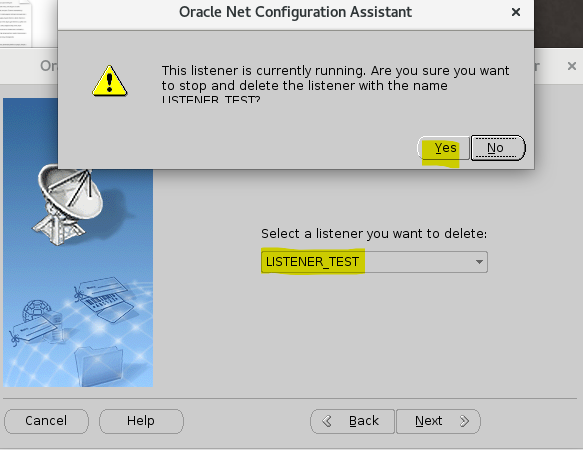 Oracle Net Configuration Assistant
This listener is currently running. Are you sure you want
to stop and delete the listener with the name
LISTENER_TEST?
Yes
No
Or
r
Select a listener you want to delete:
LISTENER_TEST
Cancel
Help
Back
Next